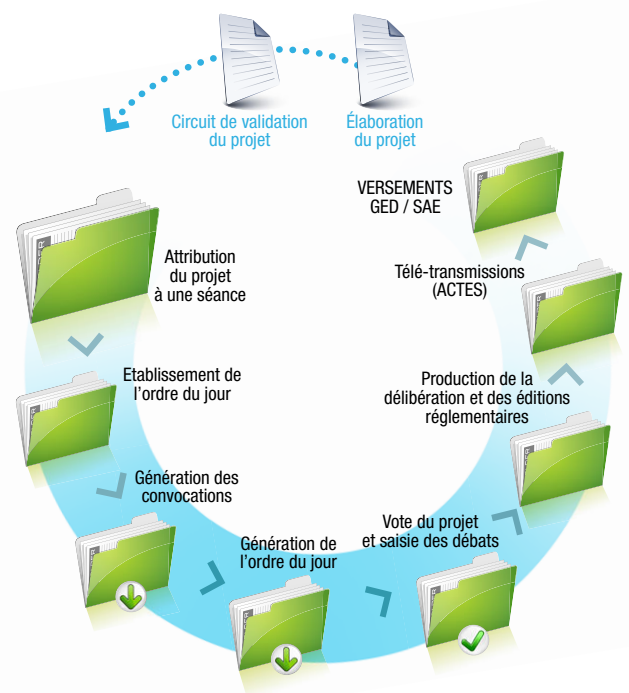 Élaboration
du projet
Circuit de validation
du projet
Attribution
du projet
à une séance
Etablissement de
l'ordre du jour
Génération des
convocations
Génération de
l'ordre du jour
Vote du projet
et saisie des débats
Production de la
délibération et des éditions
réglementaires
Télé-transmissions
(ACTES)
VERSEMENTS
GED / SAE